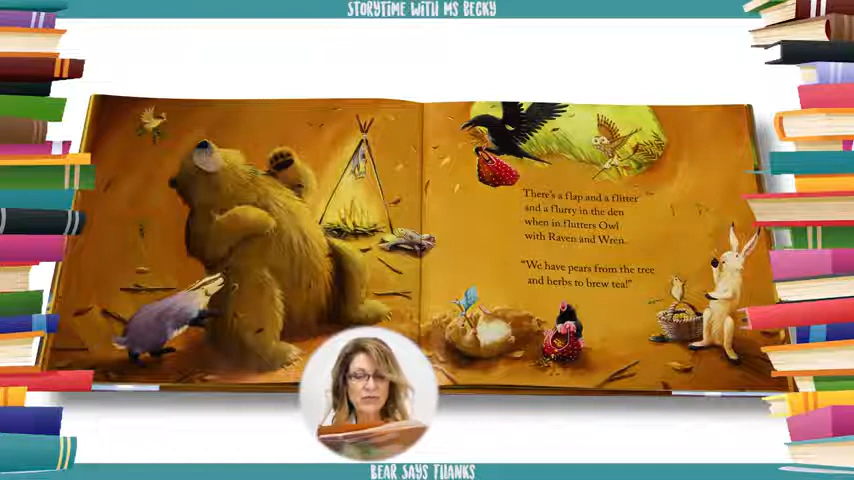 STORYTIME WITH MS BECKY
There's a flap and a flitter
and a flurry in the den
when in flutters Owl
with Raven and Wren.
"We have pears from the tree
and herbs to brew tea!"
BEAR SAYS THANKS